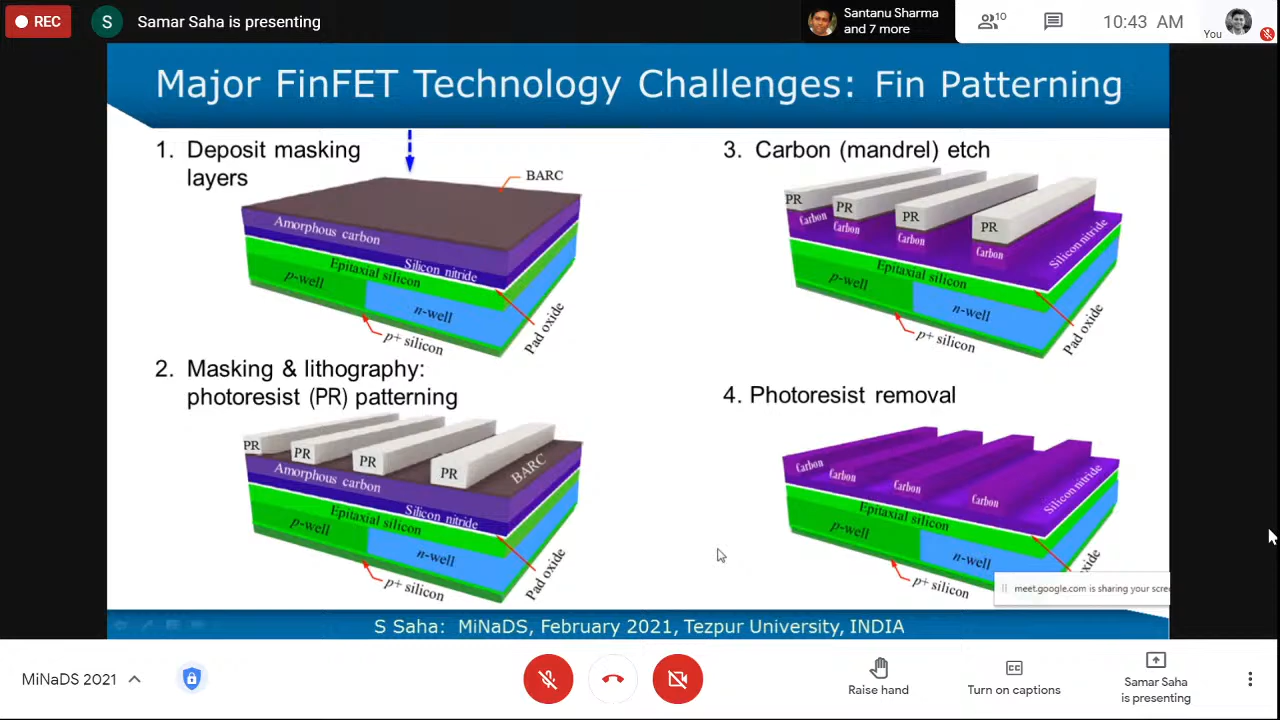 REC
S
Samar Saha is presenting
Santanu Sharma
and 7 more
10
10:43 AM
You
Major FinFET Technology Challenges: Fin Patterning
1. Deposit masking
layers
BARC
Amorphous carbon
Silicon nitride
Epitaxial silicon
p-well
n-well
p+ silicon
Pad oxide
2. Masking & lithography:
photoresist (PR) patterning
PR
PR
PR
PR
BARC
Amorphous carbon
Silicon nitride
Epitaxial silicon
p-well
n-well
p+ silicon
Pad oxide
3. Carbon (mandrel) etch
PR
PR
PR
PR
Carbon
Carbon
Carbon
Carbon
Silicon nitride
Epitaxial silicon
p-well
n-well
p+ silicon
Pad oxide
4. Photoresist removal
Carbon
Carbon
Carbon
Carbon
Silicon nitride
Epitaxial silicon
p-well
n-well
p+ silicon
meet.google.com is sharing your
S Saha: MiNaDS, February 2021, Tezpur University, INDIA
MiNaDS 2021
Raise hand
CC
Turn on captions
Samar Saha
is presenting